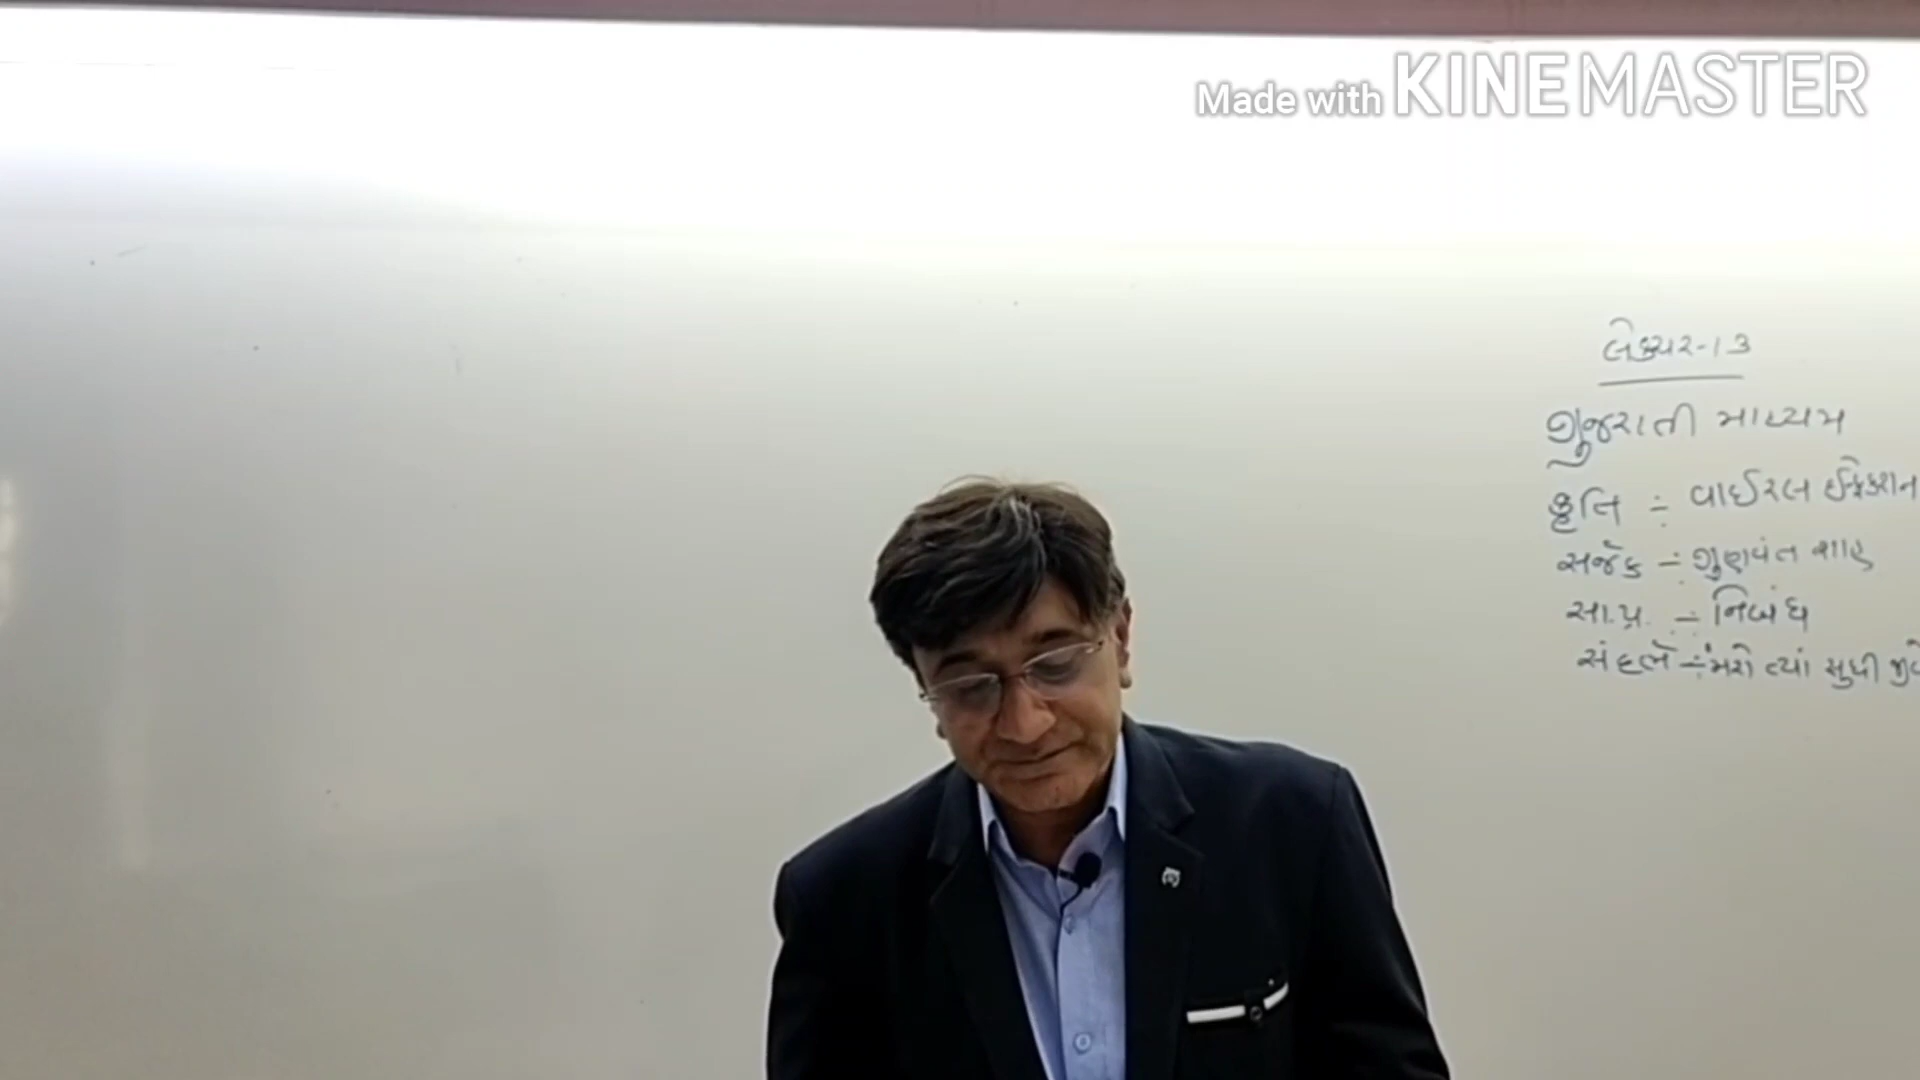 Made with KINEMASTER
લેક્ચર-13
ગુજરાતી માધ્યમ
કૃતિ ÷ વાઈરલ ઈન્ફેક્શન
સર્જક ÷ ગુણવંત શાહ
સા.પ્ર. ÷ નિબંધ
સંદર્ભ ÷ 'મરો ત્યાં સુધી જીવો